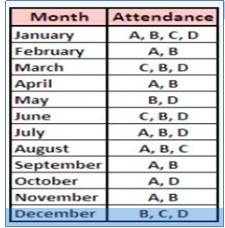 Month Attendance
January A, B, C, D
February A, B
March C, B, D
April A, B
May B, D
June C, B, D
July A, B, D
August A, B, C
September A, B
October A, D
November A, B
December B, C, D